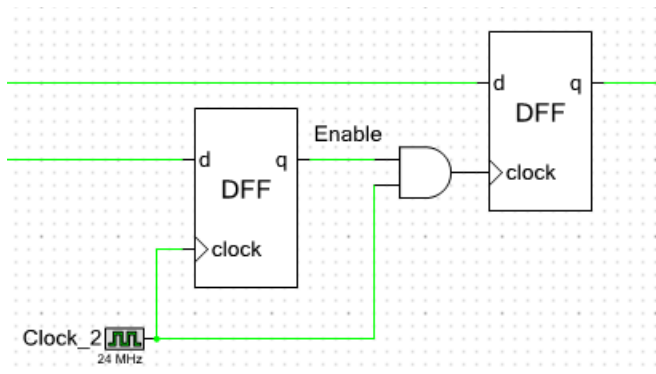 d q
DFF
clock
Enable
d q
DFF
clock
Clock_2
24 MHz